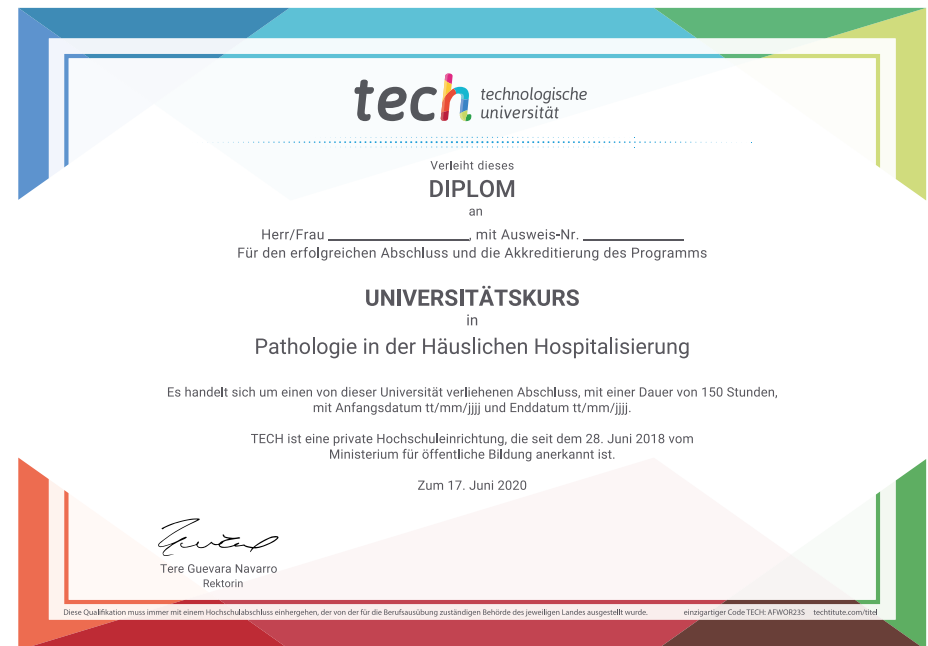 tech technologische
universität
Verleiht dieses
DIPLOM
an
Herr/Frau ____________________, mit Ausweis-Nr. ______________
Für den erfolgreichen Abschluss und die Akkreditierung des Programms
UNIVERSITÄTSKURS
in
Pathologie in der Häuslichen Hospitalisierung
Es handelt sich um einen von dieser Universität verliehenen Abschluss, mit einer Dauer von 150 Stunden,
mit Anfangsdatum tt/mm/jjjj und Enddatum tt/mm/jjjj.
TECH ist eine private Hochschuleinrichtung, die seit dem 28. Juni 2018 vom
Ministerium für öffentliche Bildung anerkannt ist.
Zum 17. Juni 2020
Tere Guevara Navarro
Rektorin
Diese Qualifikation muss immer mit einem Hochschulabschluss einhergehen, der von der für die Berufsausübung zuständigen Behörde des jeweiligen Landes ausgestellt wurde. einzigartiger Code TECH: AFWOR23S techtitute.com/titel